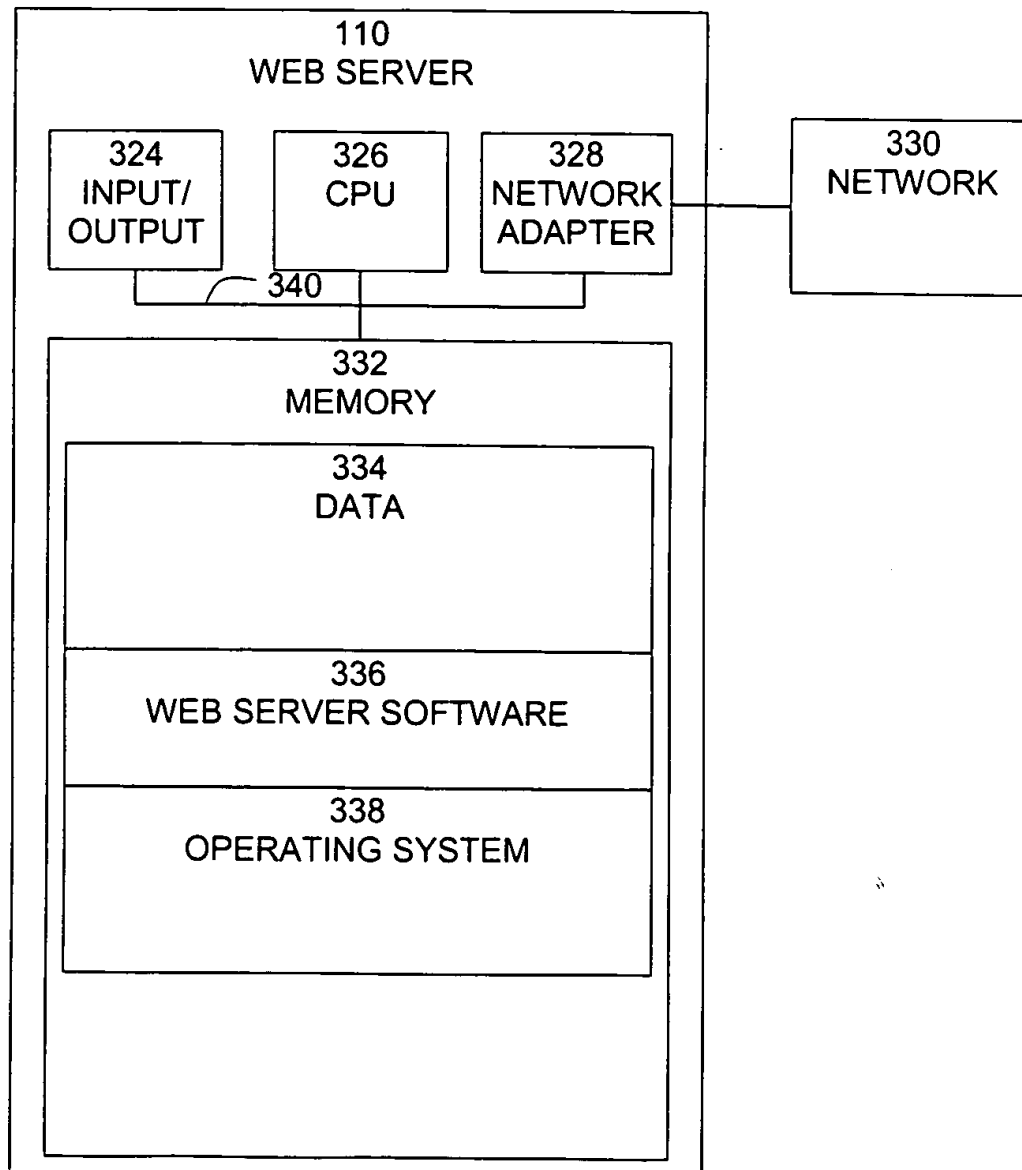 110
WEB SERVER
324
INPUT/
OUTPUT
326
CPU
328
NETWORK
ADAPTER
330
NETWORK
340
332
MEMORY
334
DATA
336
WEB SERVER SOFTWARE
338
OPERATING SYSTEM